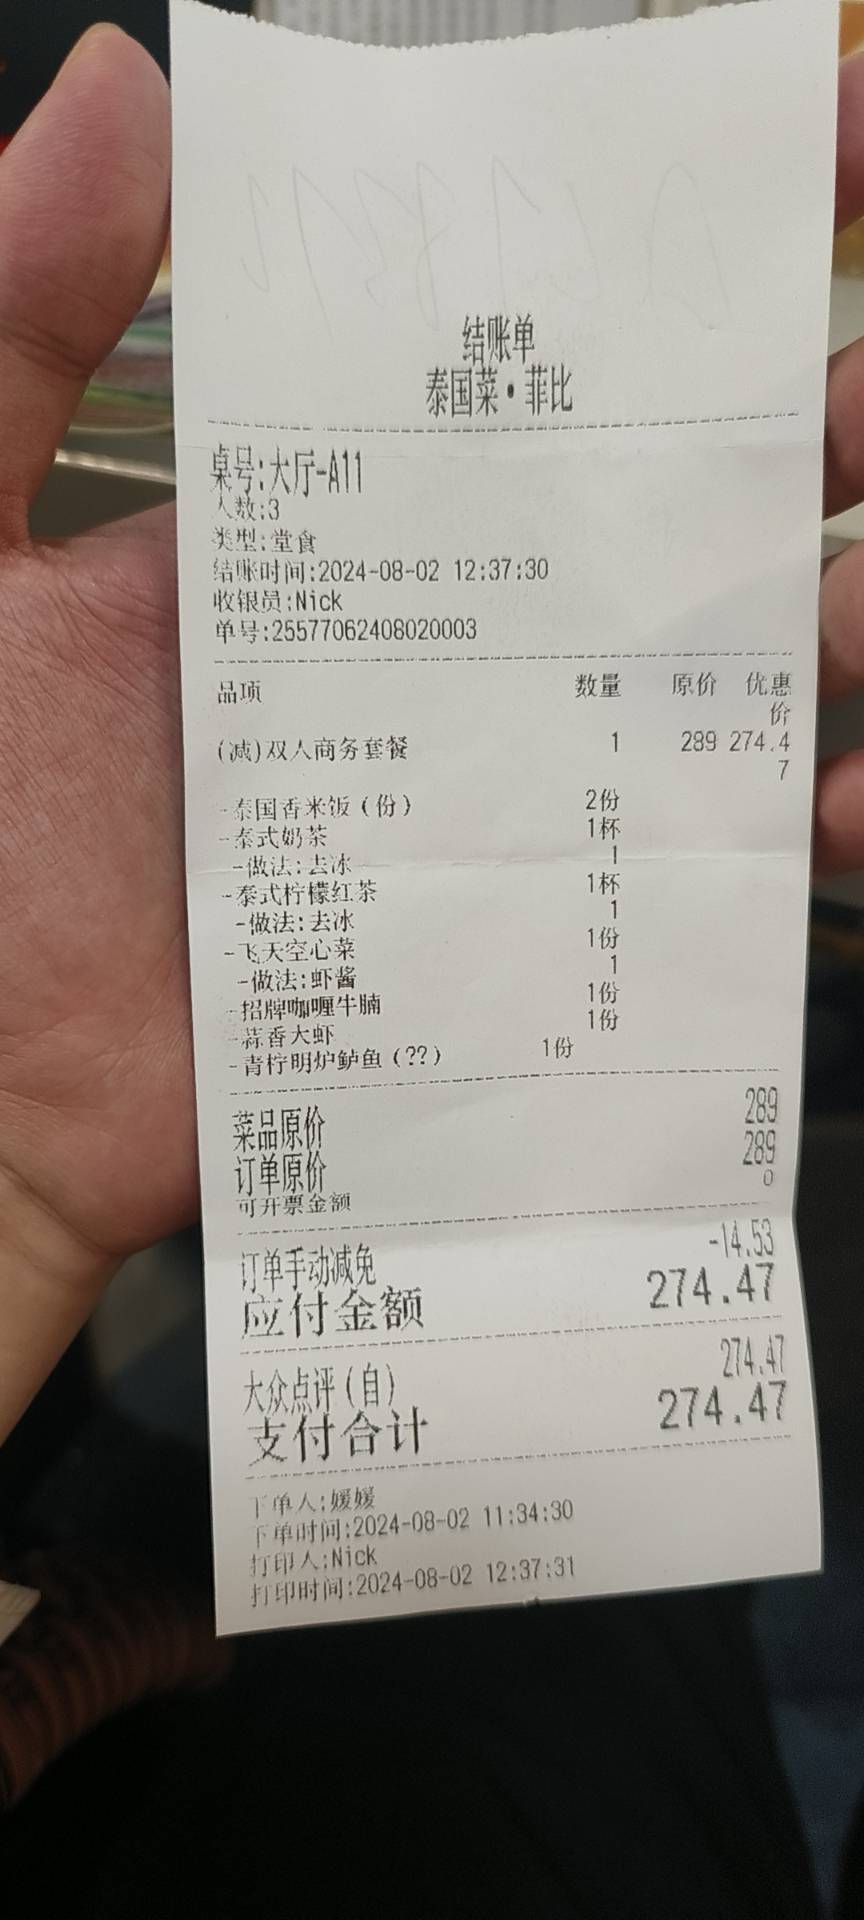 结账单
泰国菜·菲比
桌号:大厅-A11
人数:3
类型:堂食
结账时间:2024-08-02 12:37:30
收银员:Nick
单号:25577062408020003
品项 数量 原价 优惠价
(减)双人商务套餐 1 289 274.47
-泰国香米饭(份) 2份
-泰式奶茶 1杯
-做法:去冰 1
-泰式柠檬红茶 1杯
-做法:去冰 1
-飞天空心菜 1份
-做法:虾酱 1
-招牌咖喱牛腩 1份
-蒜香大虾 1份
-青柠明炉鲈鱼(??) 1份
菜品原价 289
订单原价 289
可开票金额 0
订单手动减免 -14.53
应付金额 274.47
大众点评(自) 274.47
支付合计 274.47
下单人:媛媛
下单时间:2024-08-02 11:34:30
打印人:Nick
打印时间:2024-08-02 12:37:31